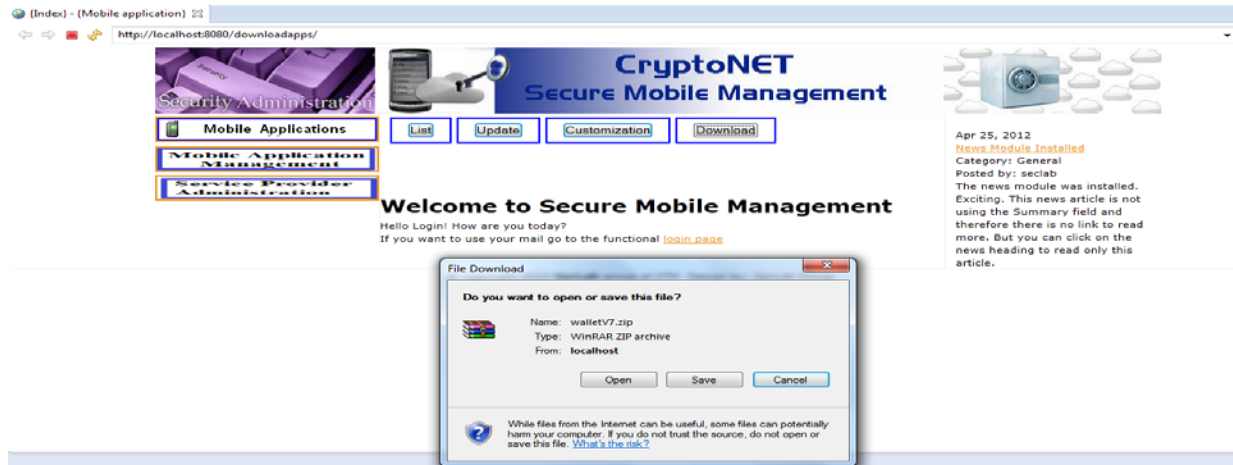 (Index) - (Mobile application)
http://localhost:8080/downloadapps/
Security Administration
CryptoNET
Secure Mobile Management
Mobile Applications
List
Update
Customization
Download
Mobile Application
Management
Service Provider
Administration
Welcome to Secure Mobile Management
Hello Login! How are you today?
If you want to use your mail go to the functional login page
Apr 25, 2012
News Module Installed
Category: General
Posted by: seclab
The news module was installed.
Exciting. This news article is not
using the Summary field and
therefore there is no link to read
more. But you can click on the
news heading to read only this
article.
File Download
Do you want to open or save this file?
Name: walletV7.zip
Type: WinRAR ZIP archive
From: localhost
Open
Save
Cancel
While files from the Internet can be useful, some files can potentially
harm your computer. If you do not trust the source, do not open or
save this file. What's the risk?